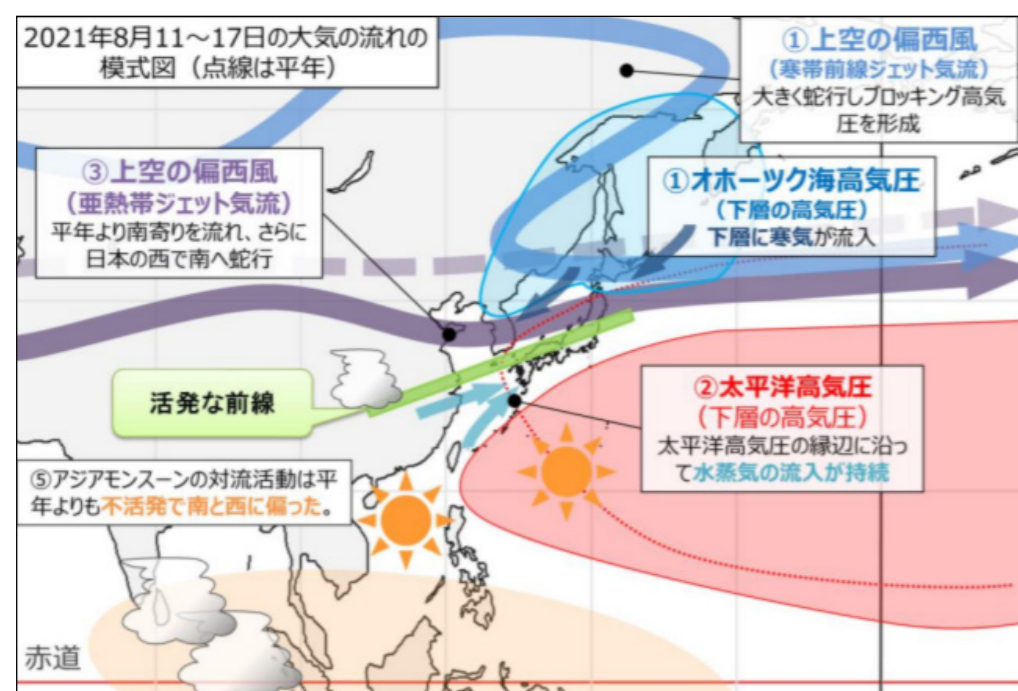 2021年8月11～17日の大気の流れの
模式図（点線は平年）
①上空の偏西風
（寒帯前線ジェット気流）
大きく蛇行しブロッキング高気
圧を形成
③上空の偏西風
（亜熱帯ジェット気流）
平年より南寄りを流れ、さらに
日本の西で南へ蛇行
①オホーツク海高気圧
（下層の高気圧）
下層に寒気が流入
活発な前線
②太平洋高気圧
（下層の高気圧）
太平洋高気圧の縁辺に沿っ
て水蒸気の流入が持続
⑤アジアモンスーンの対流活動は平
年よりも不活発で南と西に偏った。
赤道